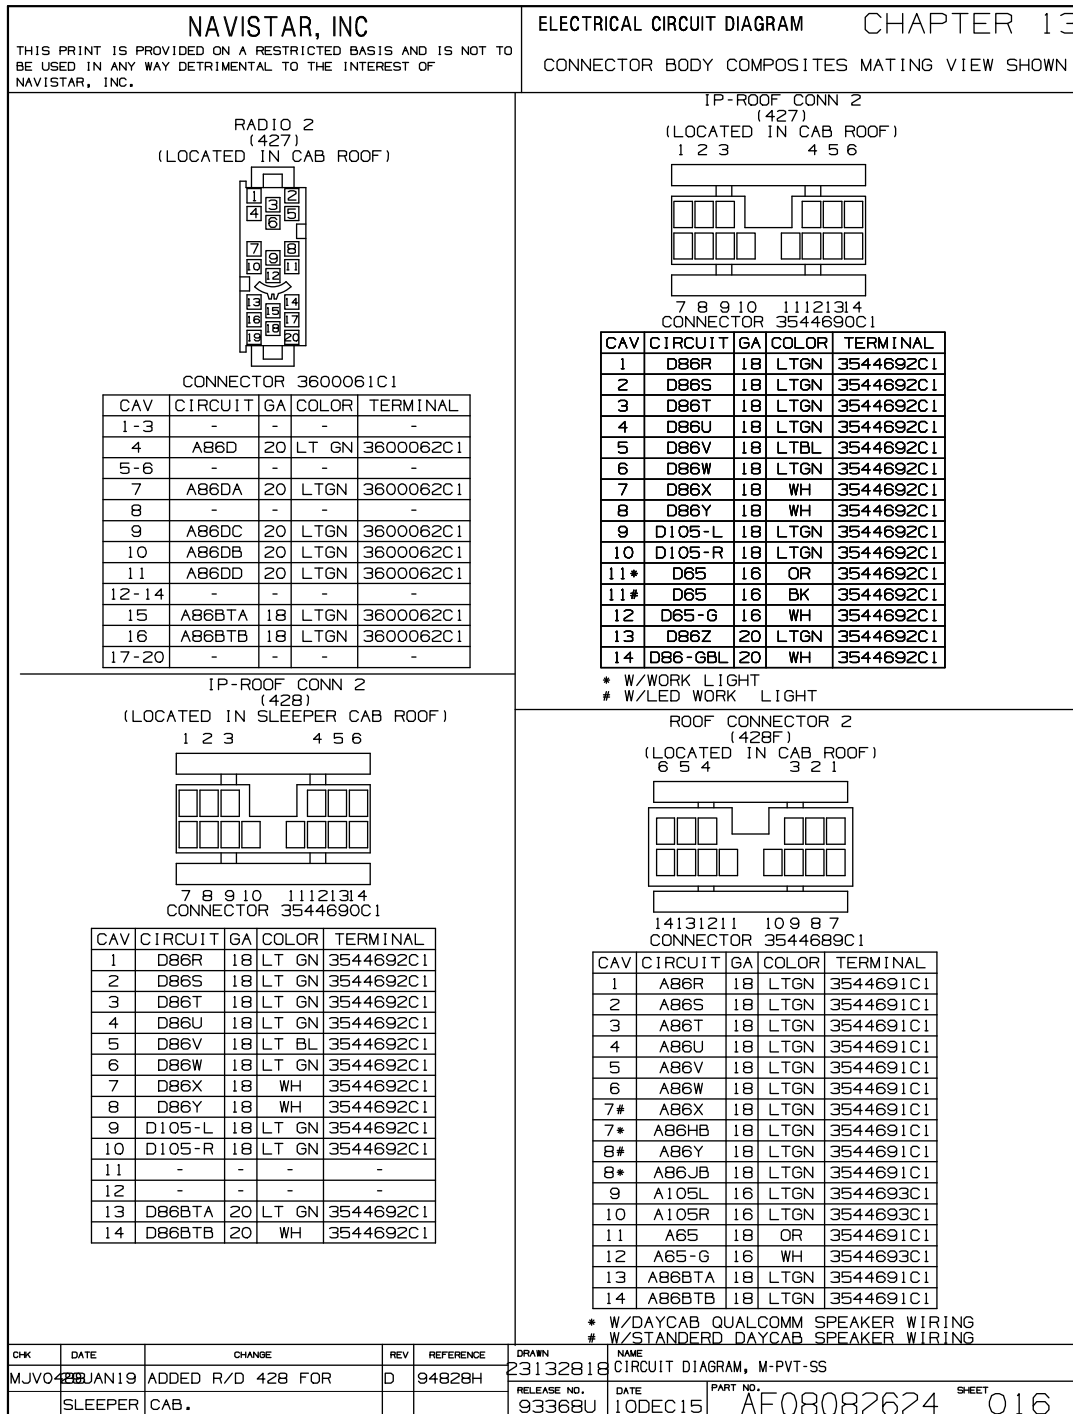 NAVISTAR, INC
THIS PRINT IS PROVIDED ON A RESTRICTED BASIS AND IS NOT TO
BE USED IN ANY WAY DETRIMENTAL TO THE INTEREST OF
NAVISTAR, INC.
ELECTRICAL CIRCUIT DIAGRAM CHAPTER 13
CONNECTOR BODY COMPOSITES MATING VIEW SHOWN
RADIO 2
(427)
(LOCATED IN CAB ROOF)
1 2
3
4 5
6
7 8
9
10 11
12
13 14
15
16 17
18
19 20
CONNECTOR 3600061C1
CAV CIRCUIT GA COLOR TERMINAL
1-3 - - - -
4 A86D 20 LT GN 3600062C1
5-6 - - - -
7 A86DA 20 LTGN 3600062C1
8 - - - -
9 A86DC 20 LTGN 3600062C1
10 A86DB 20 LTGN 3600062C1
11 A86DD 20 LTGN 3600062C1
12-14 - - - -
15 A86BTA 18 LTGN 3600062C1
16 A86BTB 18 LTGN 3600062C1
17-20 - - - -
IP-ROOF CONN 2
(427)
(LOCATED IN CAB ROOF)
1 2 3 4 5 6
7 8 9 10 11121314
CONNECTOR 3544690C1
CAV CIRCUIT GA COLOR TERMINAL
1 D86R 18 LTGN 3544692C1
2 D86S 18 LTGN 3544692C1
3 D86T 18 LTGN 3544692C1
4 D86U 18 LTGN 3544692C1
5 D86V 18 LTBL 3544692C1
6 D86W 18 LTGN 3544692C1
7 D86X 18 WH 3544692C1
8 D86Y 18 WH 3544692C1
9 D105-L 18 LTGN 3544692C1
10 D105-R 18 LTGN 3544692C1
11* D65 16 OR 3544692C1
11# D65 16 BK 3544692C1
12 D65-G 16 WH 3544692C1
13 D86Z 20 LTGN 3544692C1
14 D86-GBL 20 WH 3544692C1
* W/WORK LIGHT
# W/LED WORK LIGHT
IP-ROOF CONN 2
(428)
(LOCATED IN SLEEPER CAB ROOF)
1 2 3 4 5 6
7 8 9 10 11121314
CONNECTOR 3544690C1
CAV CIRCUIT GA COLOR TERMINAL
1 D86R 18 LT GN 3544692C1
2 D86S 18 LT GN 3544692C1
3 D86T 18 LT GN 3544692C1
4 D86U 18 LT GN 3544692C1
5 D86V 18 LT BL 3544692C1
6 D86W 18 LT GN 3544692C1
7 D86X 18 WH 3544692C1
8 D86Y 18 WH 3544692C1
9 D105-L 18 LT GN 3544692C1
10 D105-R 18 LT GN 3544692C1
11 - - - -
12 - - - -
13 D86BTA 20 LT GN 3544692C1
14 D86BTB 20 WH 3544692C1
ROOF CONNECTOR 2
(428F)
(LOCATED IN CAB ROOF)
6 5 4 3 2 1
14131211 10 9 8 7
CONNECTOR 3544689C1
CAV CIRCUIT GA COLOR TERMINAL
1 A86R 18 LTGN 3544691C1
2 A86S 18 LTGN 3544691C1
3 A86T 18 LTGN 3544691C1
4 A86U 18 LTGN 3544691C1
5 A86V 18 LTGN 3544691C1
6 A86W 18 LTGN 3544691C1
7# A86X 18 LTGN 3544691C1
7* A86HB 18 LTGN 3544691C1
8# A86Y 18 LTGN 3544691C1
8* A86JB 18 LTGN 3544691C1
9 A105L 16 LTGN 3544693C1
10 A105R 16 LTGN 3544693C1
11 A65 18 OR 3544691C1
12 A65-G 16 WH 3544693C1
13 A86BTA 18 LTGN 3544691C1
14 A86BTB 18 LTGN 3544691C1
* W/DAYCAB QUALCOMM SPEAKER WIRING
# W/STANDERD DAYCAB SPEAKER WIRING
CHK DATE CHANGE REV REFERENCE
ADDED R/D 428 FOR D 94828H
SLEEPER CAB.
DRAWN
23132818
NAME
CIRCUIT DIAGRAM, M-PVT-SS
RELEASE NO.
93368U
DATE
10DEC15
PART NO.
AF08082624
SHEET
016